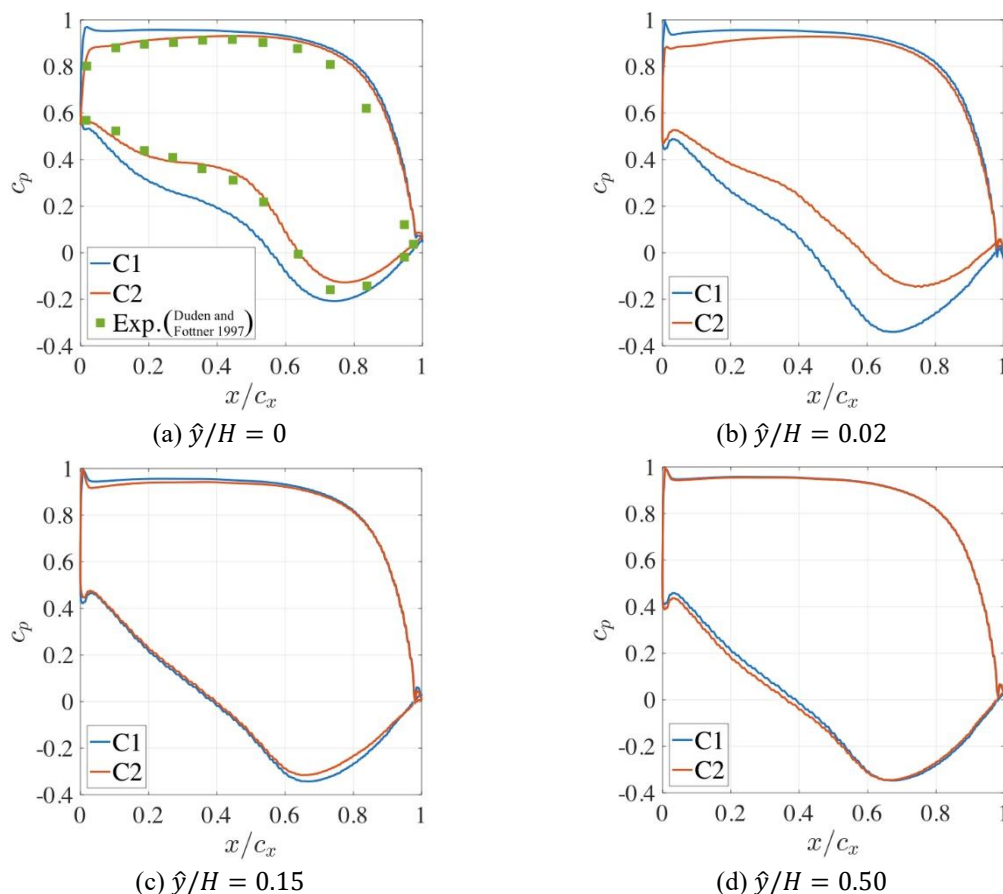 1
0.8
0.6
0.4
0.2
0
-0.2
-0.4
c_p
C1
C2
Exp.(Duden and Fottner 1997)
0 0.2 0.4 0.6 0.8 1
x/c_x
(a) ŷ/H = 0
1
0.8
0.6
0.4
0.2
0
-0.2
-0.4
c_p
C1
C2
0 0.2 0.4 0.6 0.8 1
x/c_x
(b) ŷ/H = 0.02
1
0.8
0.6
0.4
0.2
0
-0.2
-0.4
c_p
C1
C2
0 0.2 0.4 0.6 0.8 1
x/c_x
(c) ŷ/H = 0.15
1
0.8
0.6
0.4
0.2
0
-0.2
-0.4
c_p
C1
C2
0 0.2 0.4 0.6 0.8 1
x/c_x
(d) ŷ/H = 0.50